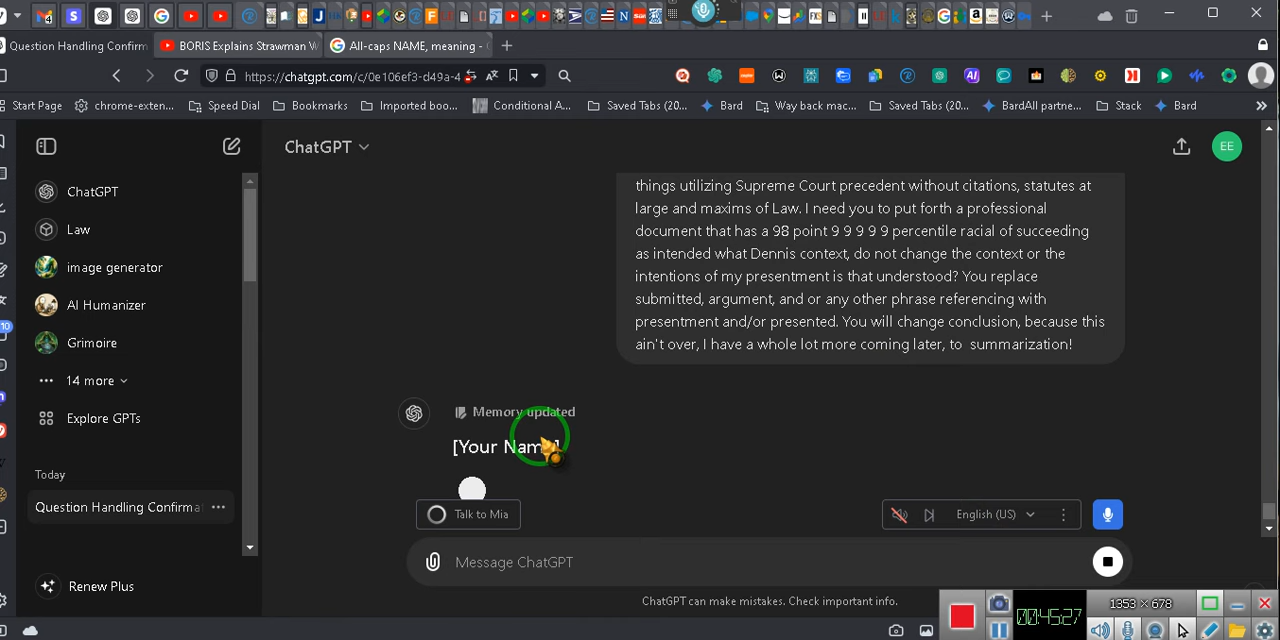 Question Handling Confirm
BORIS Explains Strawman W
All-caps NAME, meaning -
https://chatgpt.com/c/0e106ef3-d49a-4
Start Page
chrome-exten...
Speed Dial
Bookmarks
Imported boo...
Conditional A...
Saved Tabs (20...
Bard
Way back mac...
Saved Tabs (20...
BardAll partne...
Stack
Bard
ChatGPT
EE
ChatGPT
Law
image generator
AI Humanizer
Grimoire
14 more
Explore GPTs
Today
Question Handling Confirma
Renew Plus
things utilizing Supreme Court precedent without citations, statutes at
large and maxims of Law. I need you to put forth a professional
document that has a 98 point 9 9 9 9 9 percentile racial of succeeding
as intended what Dennis context, do not change the context or the
intentions of my presentment is that understood? You replace
submitted, argument, and or any other phrase referencing with
presentment and/or presented. You will change conclusion, because this
ain't over, I have a whole lot more coming later, to  summarization!
Memory updated
[Your Name]
Talk to Mia
English (US)
Message ChatGPT
ChatGPT can make mistakes. Check important info.
00:45:27
1353 × 678